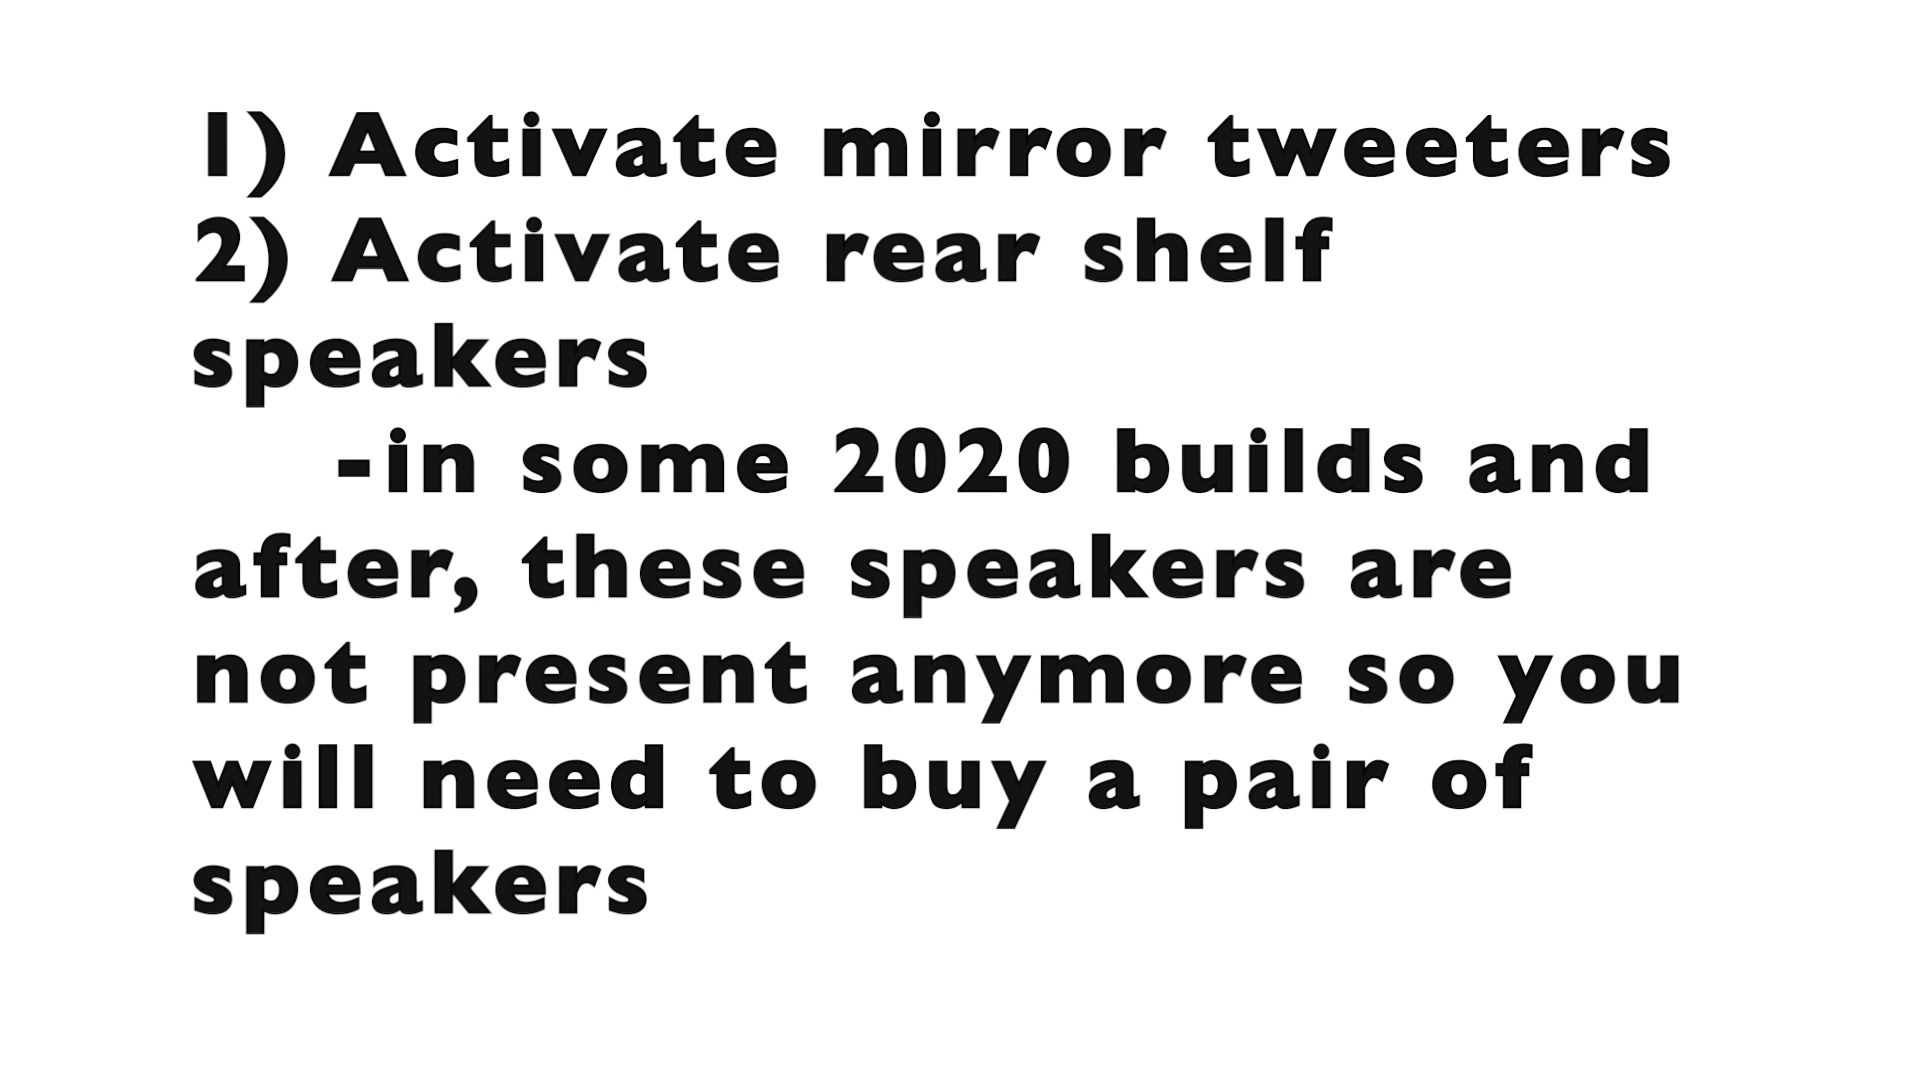 1) Activate mirror tweeters
2) Activate rear shelf
speakers
-in some 2020 builds and
after, these speakers are
not present anymore so you
will need to buy a pair of
speakers